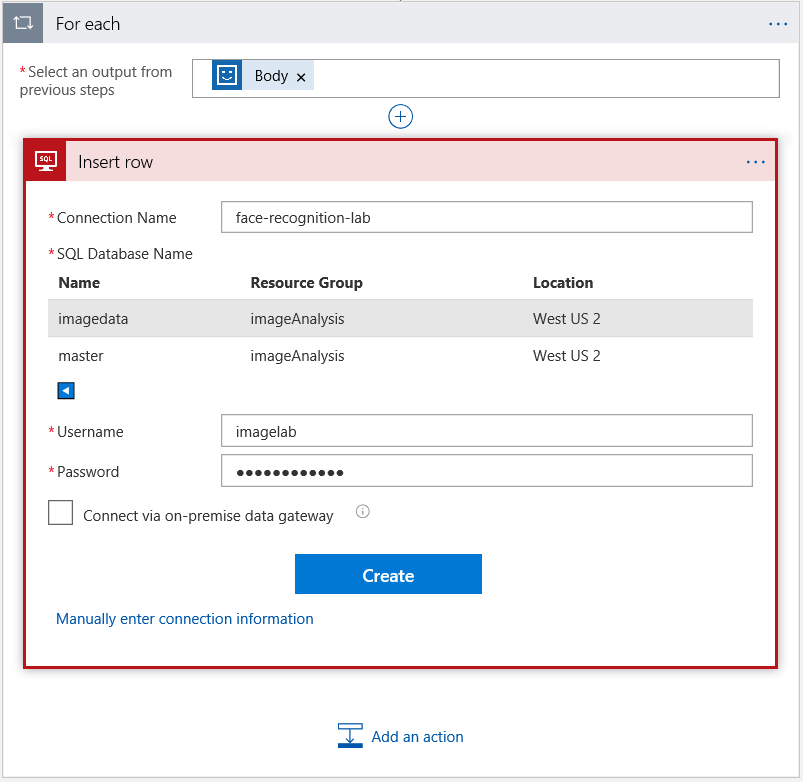 For each
...
*Select an output from
previous steps
Body ×
SQL
Insert row
...
*Connection Name
face-recognition-lab
*SQL Database Name
Name Resource Group Location
imagedata imageAnalysis West US 2
master imageAnalysis West US 2
*Username
imagelab
*Password
●●●●●●●●●●●●
Connect via on-premise data gateway
Create
Manually enter connection information
Add an action